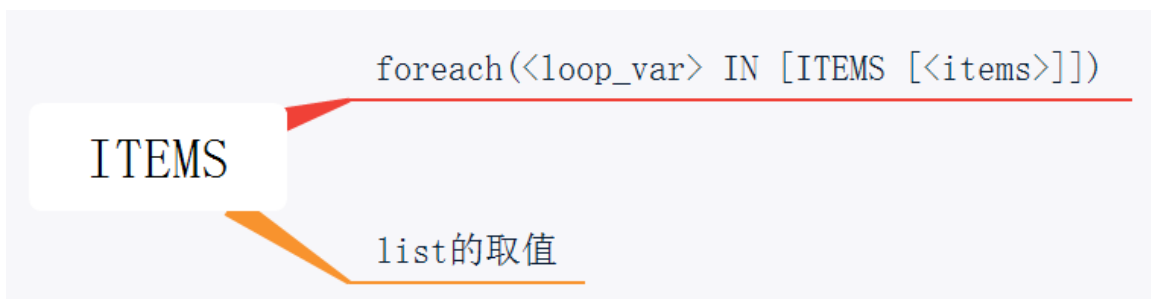 foreach(<loop_var> IN [ITEMS [<items>]])
ITEMS
list的取值